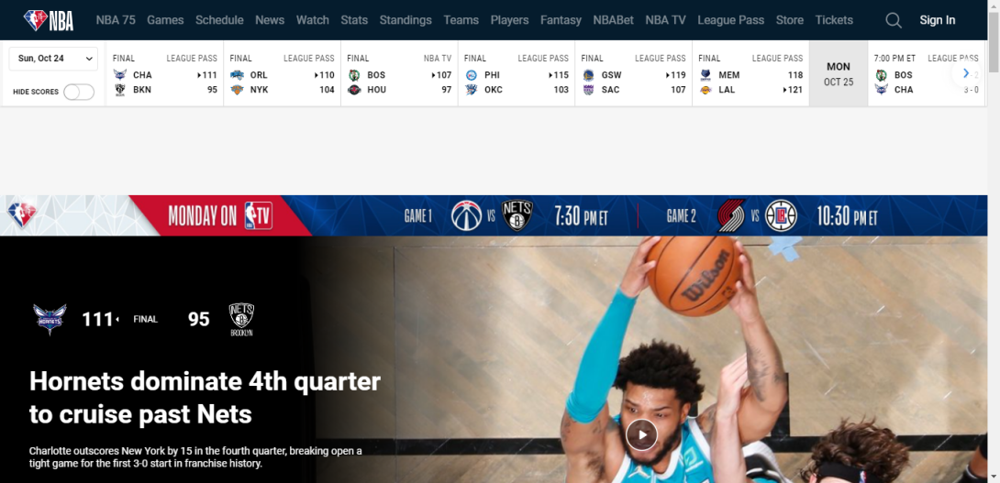 NBA NBA 75 Games Schedule News Watch Stats Standings Teams Players Fantasy NBABet NBA TV League Pass Store Tickets Sign In
Sun, Oct 24
HIDE SCORES
FINAL LEAGUE PASS
CHA 111
BKN 95
FINAL LEAGUE PASS
ORL 110
NYK 104
FINAL NBA TV
BOS 107
HOU 97
FINAL LEAGUE PASS
PHI 115
OKC 103
FINAL LEAGUE PASS
GSW 119
SAC 107
FINAL LEAGUE PASS
MEM 118
LAL 121
MON
OCT 25
7:00 PM ET LEAGUE PASS
BOS 2
CHA 3 - 0
MONDAY ON NBA TV GAME 1 VS NETS B 7:30 PM ET GAME 2 VS 10:30 PM ET
Wilson
HORNETS 111 FINAL 95 NETS B BROOKLYN
Hornets dominate 4th quarter
to cruise past Nets
Charlotte outscores New York by 15 in the fourth quarter, breaking open a
tight game for the first 3-0 start in franchise history.